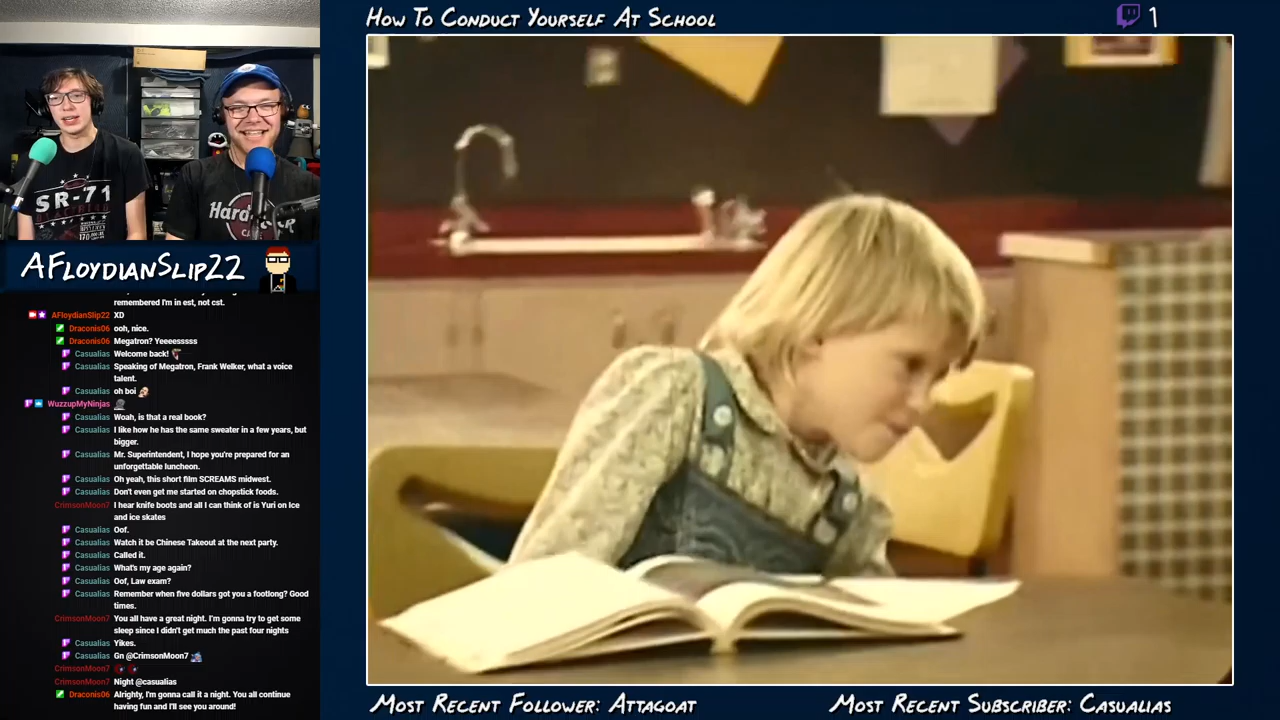 How To Conduct Yourself At School
1
SR-71
Hard
AFloydianSlip22
remembered I'm in est, not cst.
AFloydianSlip22 XD
Draconis06 ooh, nice.
Draconis06 Megatron? Yeeeesssss
Casualias Welcome back!
Casualias Speaking of Megatron, Frank Welker, what a voice
talent.
Casualias oh boi
WuzzupMyNinjas
Casualias Woah, is that a real book?
Casualias I like how he has the same sweater in a few years, but
bigger.
Casualias Mr. Superintendent, I hope you're prepared for an
unforgettable luncheon.
Casualias Oh yeah, this short film SCREAMS midwest.
Casualias Don't even get me started on chopstick foods.
CrimsonMoon7 I hear knife boots and all I can think of is Yuri on Ice
and ice skates
Casualias Oof.
Casualias Watch it be Chinese Takeout at the next party.
Casualias Called it.
Casualias What's my age again?
Casualias Oof, Law exam?
Casualias Remember when five dollars got you a footlong? Good
times.
CrimsonMoon7 You all have a great night. I'm gonna try to get some
sleep since I didn't get much the past four nights
Casualias Yikes.
Casualias Gn @CrimsonMoon7
CrimsonMoon7
CrimsonMoon7 Night @casualias
Draconis06 Alrighty, I'm gonna call it a night. You all continue
having fun and I'll see you around!
Most Recent Follower: Attagoat
Most Recent Subscriber: Casualias